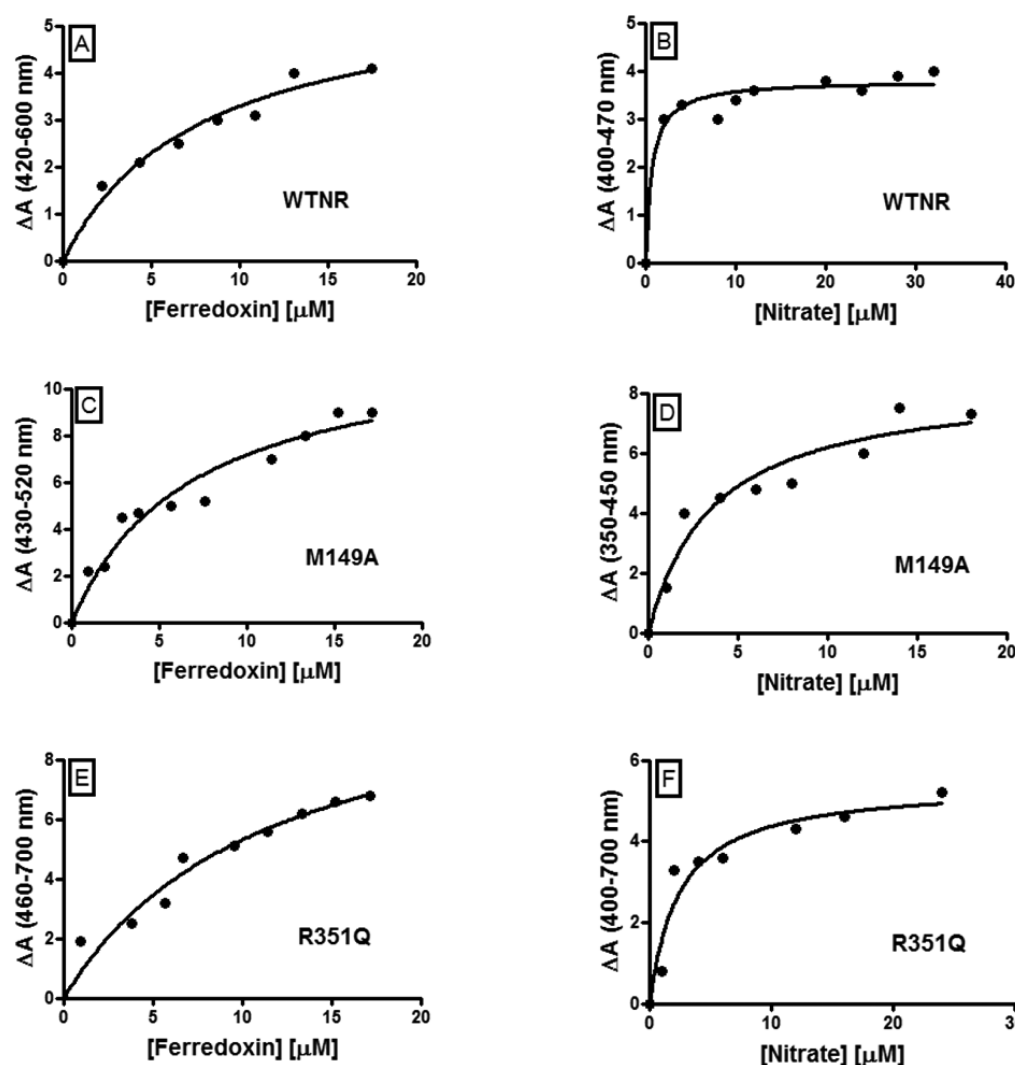 A
5
4
3
2
1
0
0 5 10 15 20
ΔA (420-600 nm)
WTNR
[Ferredoxin] [μM]
B
5
4
3
2
1
0
0 10 20 30 40
ΔA (400-470 nm)
WTNR
[Nitrate] [μM]
C
10
8
6
4
2
0
0 5 10 15 20
ΔA (430-520 nm)
M149A
[Ferredoxin] [μM]
D
8
6
4
2
0
0 5 10 15 20
ΔA (350-450 nm)
M149A
[Nitrate] [μM]
E
8
6
4
2
0
0 5 10 15 20
ΔA (460-700 nm)
R351Q
[Ferredoxin] [μM]
F
6
4
2
0
0 10 20
ΔA (400-700 nm)
R351Q
[Nitrate] [μM]